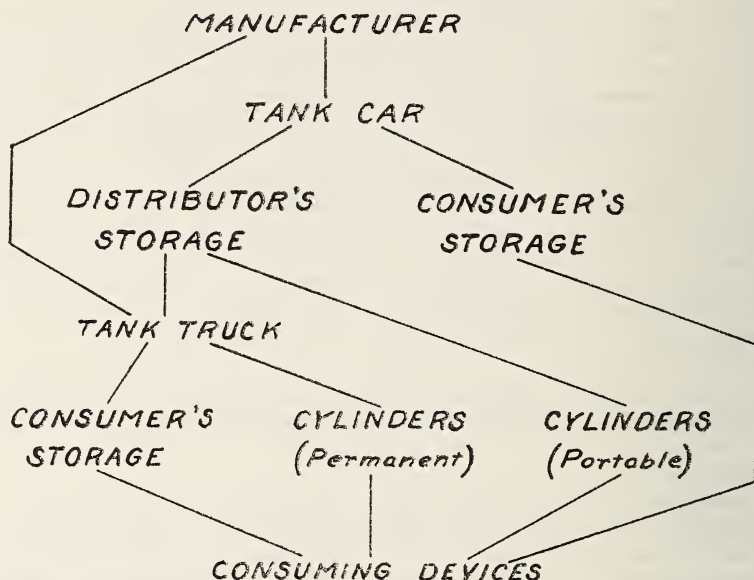 MANUFACTURER
TANK CAR
DISTRIBUTOR'S
STORAGE
CONSUMER'S
STORAGE
TANK TRUCK
CONSUMER'S
STORAGE
CYLINDERS
(Permanent)
CYLINDERS
(Portable)
CONSUMING DEVICES